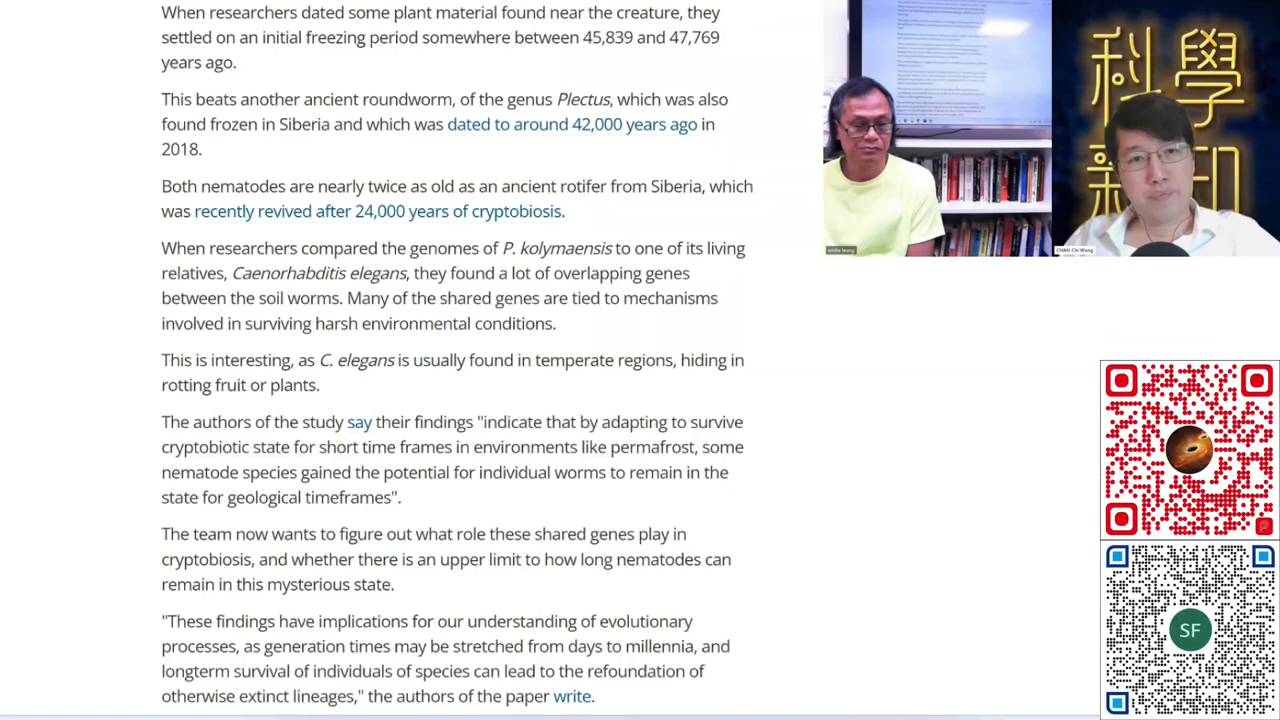 When researchers dated some plant material found near the creature, they
settled on an initial freezing period sometime between 45,839 and 47,769
years ago.
This beats another ancient roundworm in the genus Plectus, which was also
found in Siberia and which was dated to around 42,000 years ago in
2018.
Both nematodes are nearly twice as old as an ancient rotifer from Siberia, which
was recently revived after 24,000 years of cryptobiosis.
When researchers compared the genomes of P. kolymaensis to one of its living
relatives, Caenorhabditis elegans, they found a lot of overlapping genes
between the soil worms. Many of the shared genes are tied to mechanisms
involved in surviving harsh environmental conditions.
This is interesting, as C. elegans is usually found in temperate regions, hiding in
rotting fruit or plants.
The authors of the study say their findings "indicate that by adapting to survive
cryptobiotic state for short time frames in environments like permafrost, some
nematode species gained the potential for individual worms to remain in the
state for geological timeframes".
The team now wants to figure out what role these shared genes play in
cryptobiosis, and whether there is an upper limit to how long nematodes can
remain in this mysterious state.
"These findings have implications for our understanding of evolutionary
processes, as generation times may be stretched from days to millennia, and
longterm survival of individuals of species can lead to the refoundation of
otherwise extinct lineages," the authors of the paper write.
科學
新刊
CHAN Chi Wang
SF